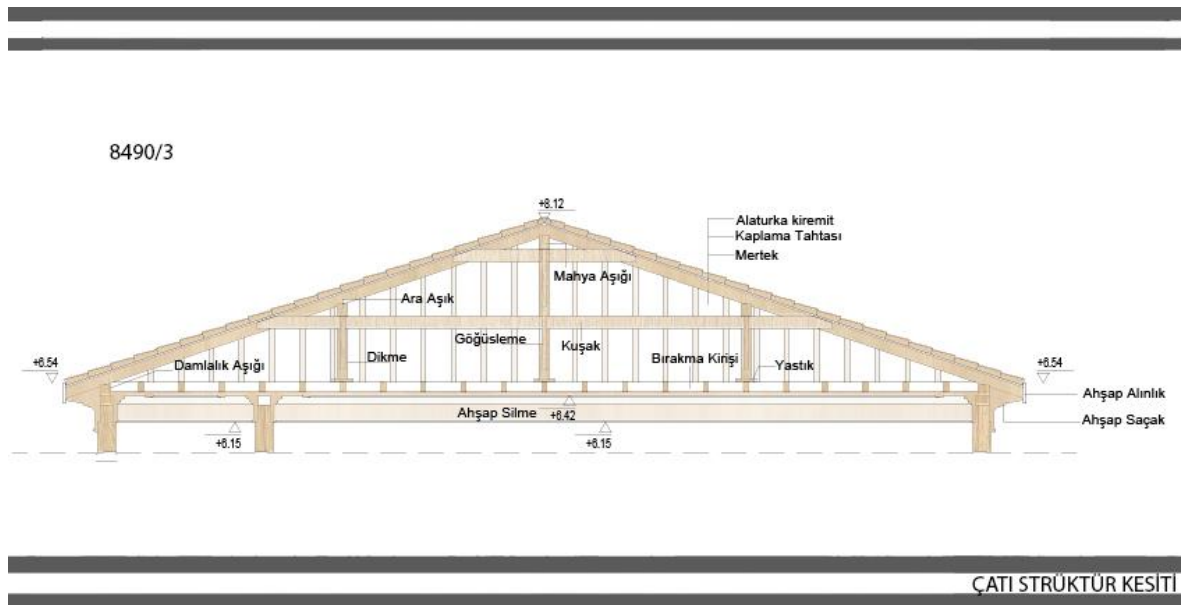 8490/3
+8.12
Alaturka kiremit
Kaplama Tahtası
Mertek
Mahya Aşığı
Ara Aşık
Göğüsleme
Kuşak
Dikme
Bırakma Kirişi
Yastık
Damlalık Aşığı
+6.54
+6.54
Ahşap Alınlık
Ahşap Silme
+6.42
Ahşap Saçak
+6.15
+6.15
ÇATI STRÜKTÜR KESİTİ